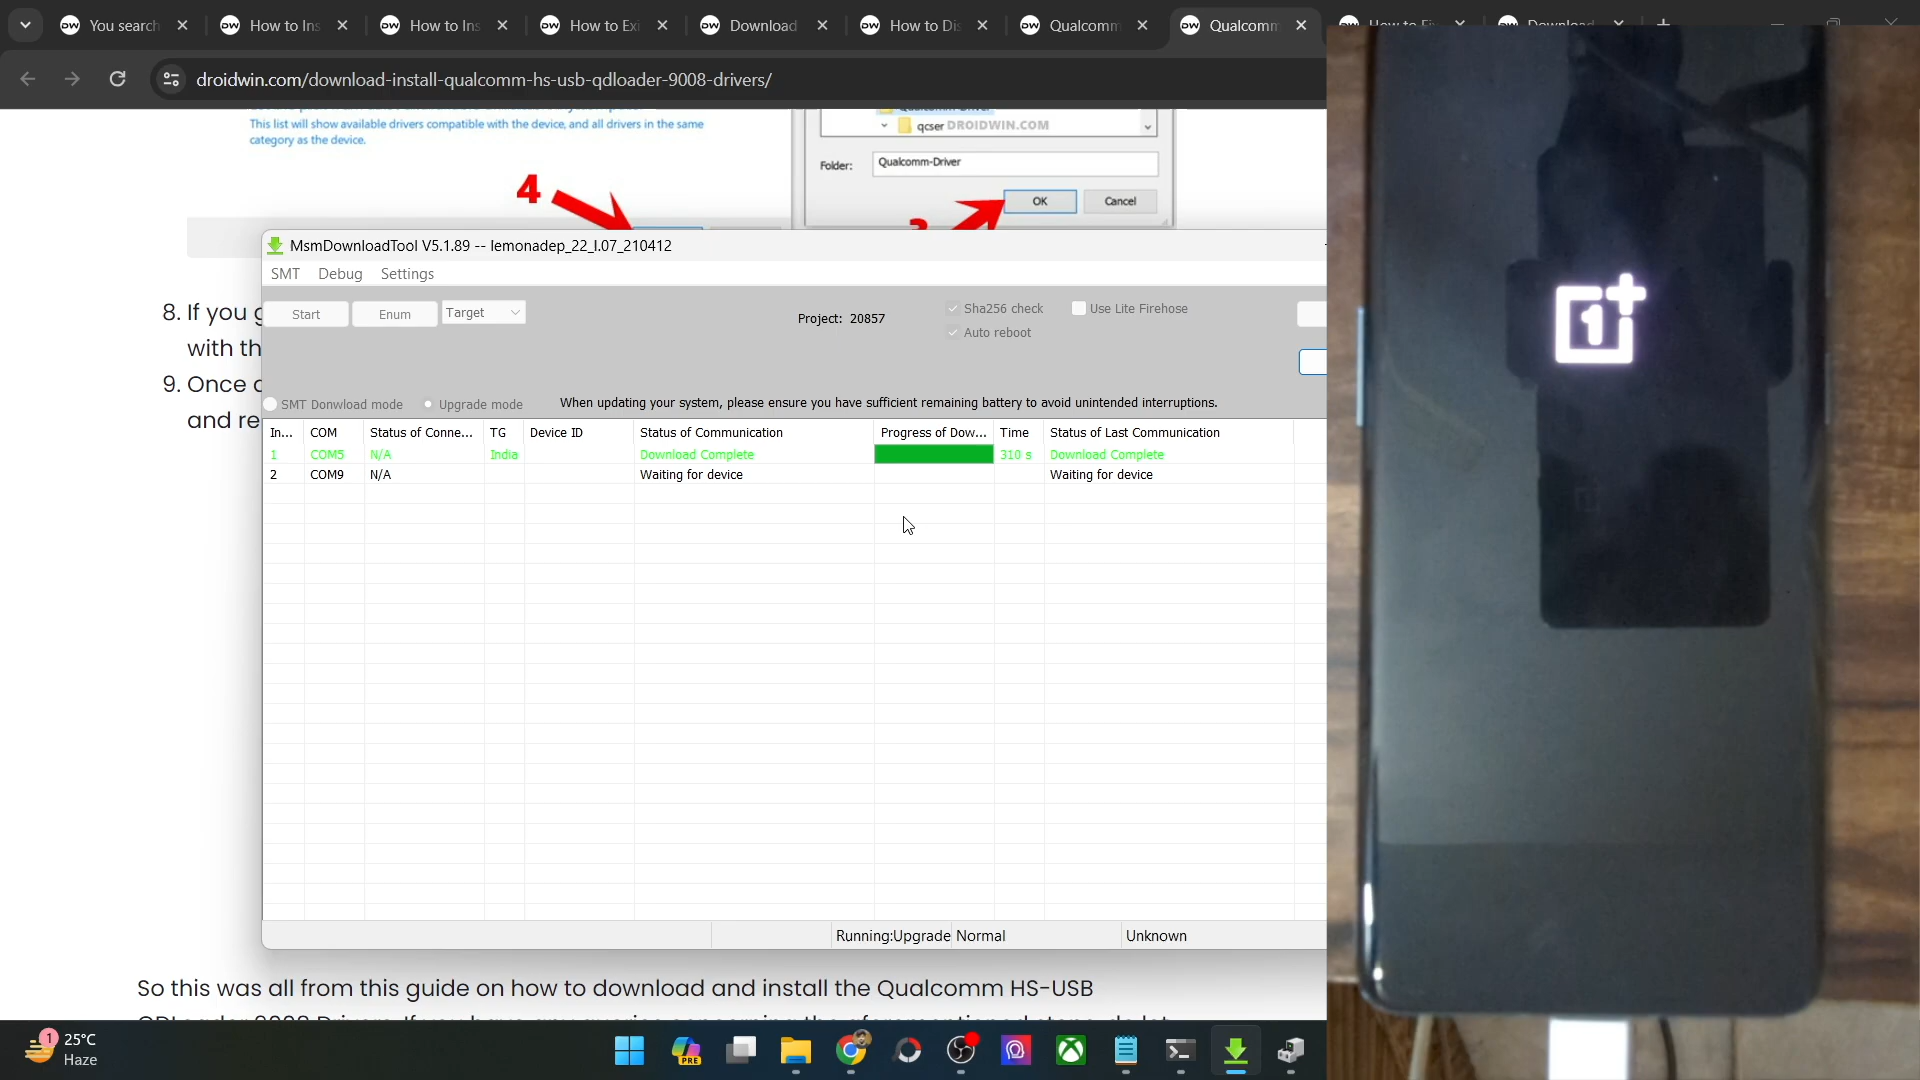 You search
How to Ins
How to Ins
How to Exi
Download
How to Dis
Qualcomm
Qualcomm
droidwin.com/download-install-qualcomm-hs-usb-qdloader-9008-drivers/
This list will show available drivers compatible with the device, and all drivers in the same
category as the device.
qcser DROIDWIN.COM
Folder:
Qualcomm-Driver
4
OK
Cancel
MsmDownloadTool V5.1.89 -- lemonadep_22_I.07_210412
SMT
Debug
Settings
8. If you g
with th
9. Once d
and re
Start
Enum
Target
Project: 20857
Sha256 check
Use Lite Firehose
Auto reboot
SMT Donwload mode
Upgrade mode
When updating your system, please ensure you have sufficient remaining battery to avoid unintended interruptions.
In... COM Status of Conne... TG Device ID Status of Communication Progress of Dow... Time Status of Last Communication
1 COM5 N/A India Download Complete 310 s Download Complete
2 COM9 N/A Waiting for device Waiting for device
Running:Upgrade
Normal
Unknown
So this was all from this guide on how to download and install the Qualcomm HS-USB
1
25°C
Haze
PRE